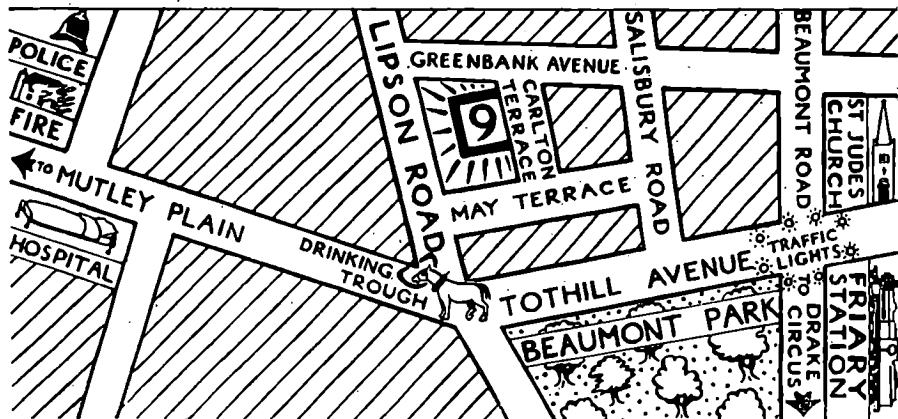 POLICE
FIRE
TO MUTLEY PLAIN
HOSPITAL
DRINKING
TROUGH
LIPSON ROAD
GREENBANK AVENUE
9
CARLTON
TERRACE
MAY TERRACE
SALISBURY ROAD
BEAUMONT ROAD
ST JUDES
CHURCH
TRAFFIC
LIGHTS
TOTHILL AVENUE
BEAUMONT PARK
TO DRAKE
CIRCUS
FRIARY
STATION